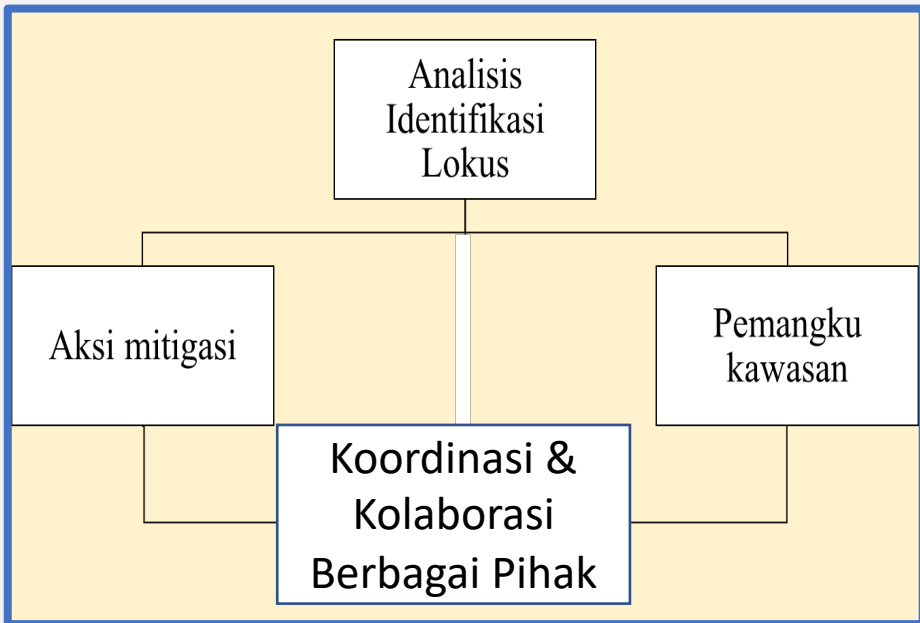 Analisis
Identifikasi
Lokus
Aksi mitigasi
Pemangku
kawasan
Koordinasi &
Kolaborasi
Berbagai Pihak